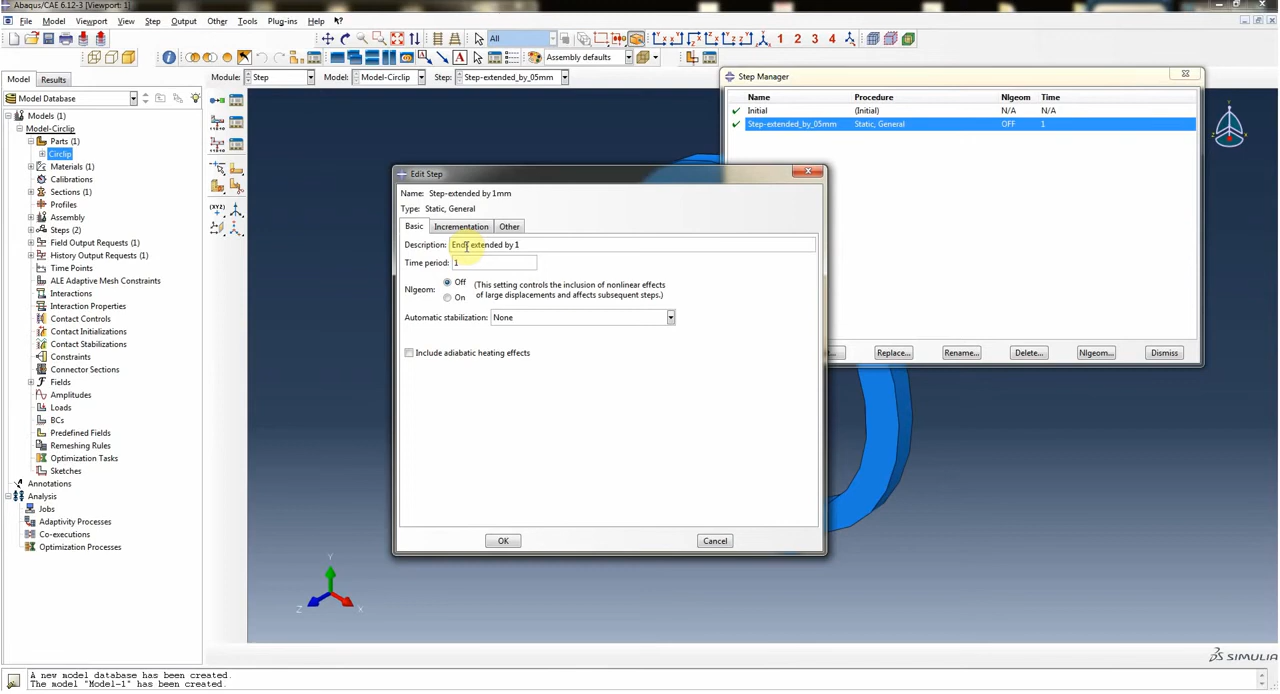 Abaqus/CAE 6.12-3 [Viewport: 1]
File Model Viewport View Step Output Other Tools Plug-ins Help
All
1 2 3 4
Assembly defaults
Model Results Module: Step Model: Model-Circlip Step: Step-extended_by_05mm
Model Database
Models (1)
Model-Circlip
Parts (1)
Circlip
Materials (1)
Calibrations
Sections (1)
Profiles
Assembly
Steps (2)
Field Output Requests (1)
History Output Requests (1)
Time Points
ALE Adaptive Mesh Constraints
Interactions
Interaction Properties
Contact Controls
Contact Initializations
Contact Stabilizations
Constraints
Connector Sections
Fields
Amplitudes
Loads
BCs
Predefined Fields
Remeshing Rules
Optimization Tasks
Sketches
Annotations
Analysis
Jobs
Adaptivity Processes
Co-executions
Optimization Processes
Step Manager
Name Procedure Nlgeom Time
Initial (Initial) N/A N/A
Step-extended_by_05mm Static, General OFF 1
Replace... Rename... Delete... Nlgeom... Dismiss
Edit Step
Name: Step-extended by 1mm
Type: Static, General
Basic Incrementation Other
Description: Ends extended by 1
Time period: 1
Nlgeom:
Off
On
(This setting controls the inclusion of nonlinear effects
of large displacements and affects subsequent steps.)
Automatic stabilization: None
Include adiabatic heating effects
OK Cancel
Y
Z X
SIMULIA
A new model database has been created.
The model "Model-1" has been created.